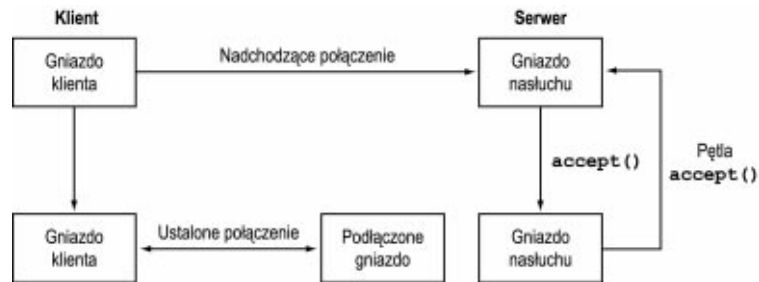 Klient
Serwer
Gniazdo
klienta
Nadchodzące połączenie
Gniazdo
nasłuchu
accept()
Pętla
accept()
Gniazdo
klienta
Ustalone połączenie
Podłączone
gniazdo
Gniazdo
nasłuchu